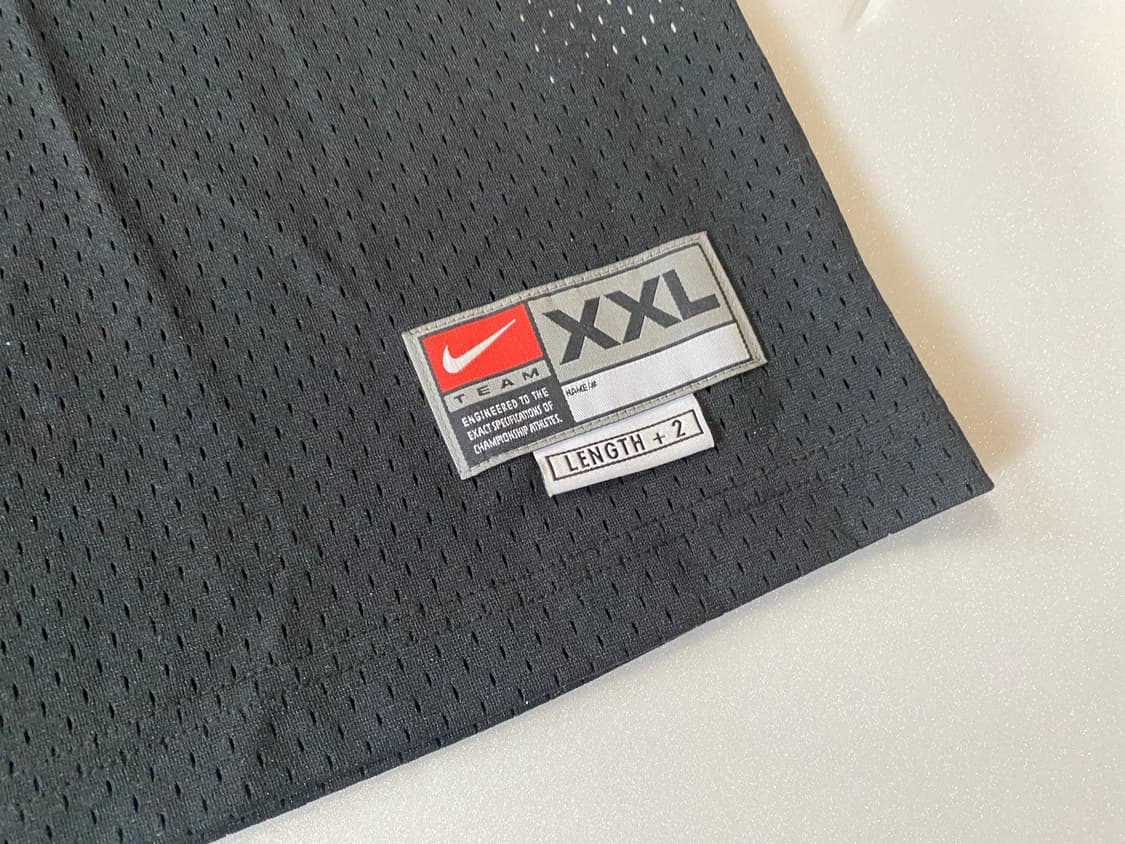 XXL
TEAM
NAME/#
ENGINEERED TO THE
EXACT SPECIFICATIONS OF
CHAMPIONSHIP ATHLETES.
LENGTH + 2